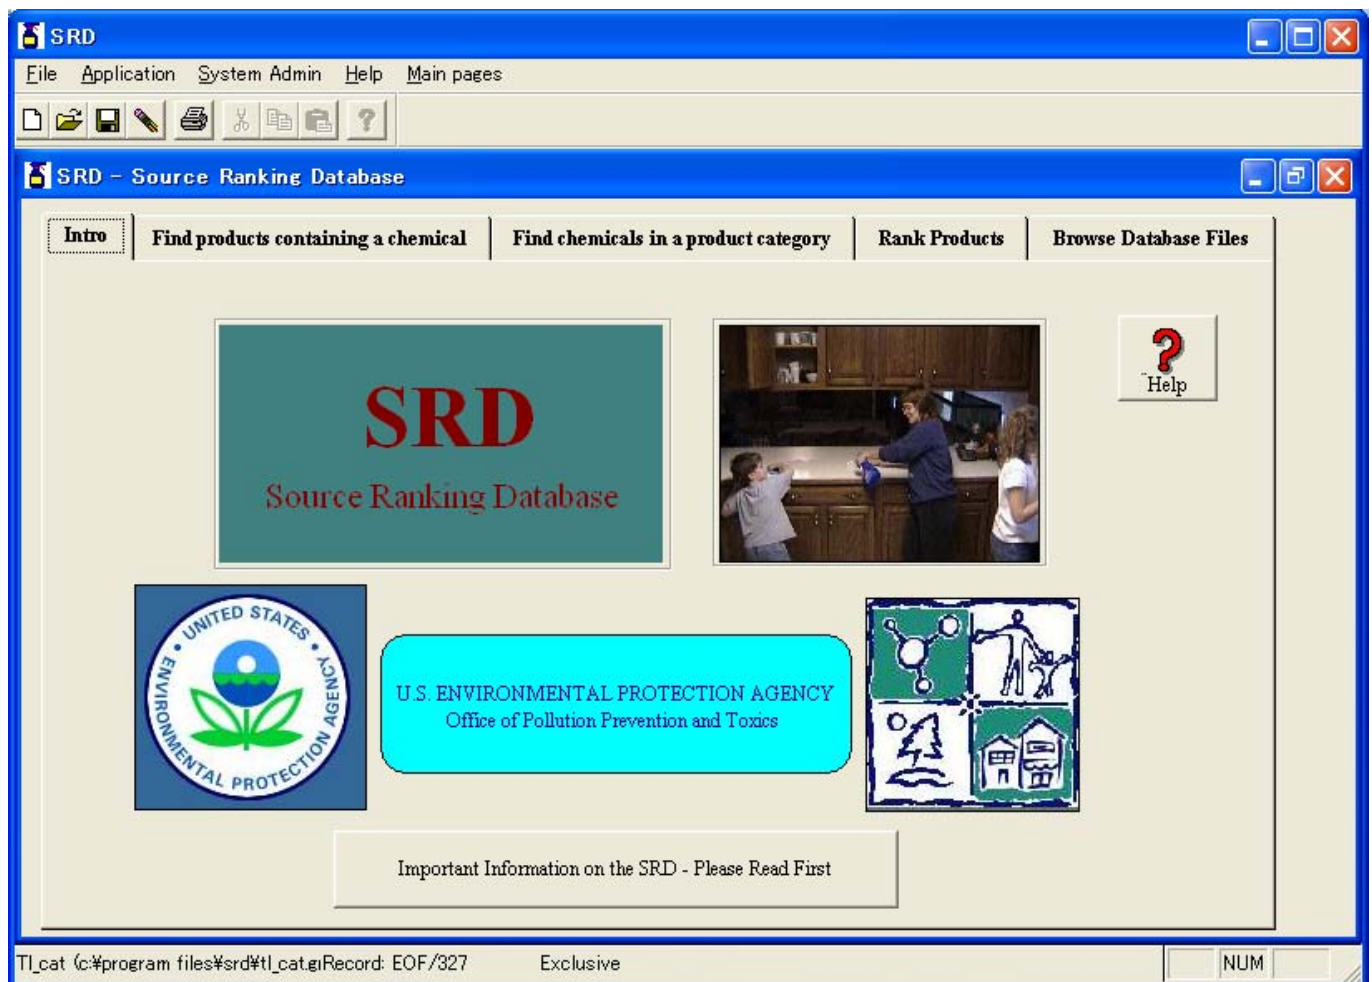 SRD
File Application System Admin Help Main pages
SRD - Source Ranking Database
Intro Find products containing a chemical Find chemicals in a product category Rank Products Browse Database Files
SRD
Source Ranking Database
Help
UNITED STATES
ENVIRONMENTAL PROTECTION AGENCY
U.S. ENVIRONMENTAL PROTECTION AGENCY
Office of Pollution Prevention and Toxics
Important Information on the SRD - Please Read First
Tl_cat (c:¥program files¥srd¥tl_cat.giRecord: EOF/327 Exclusive NUM